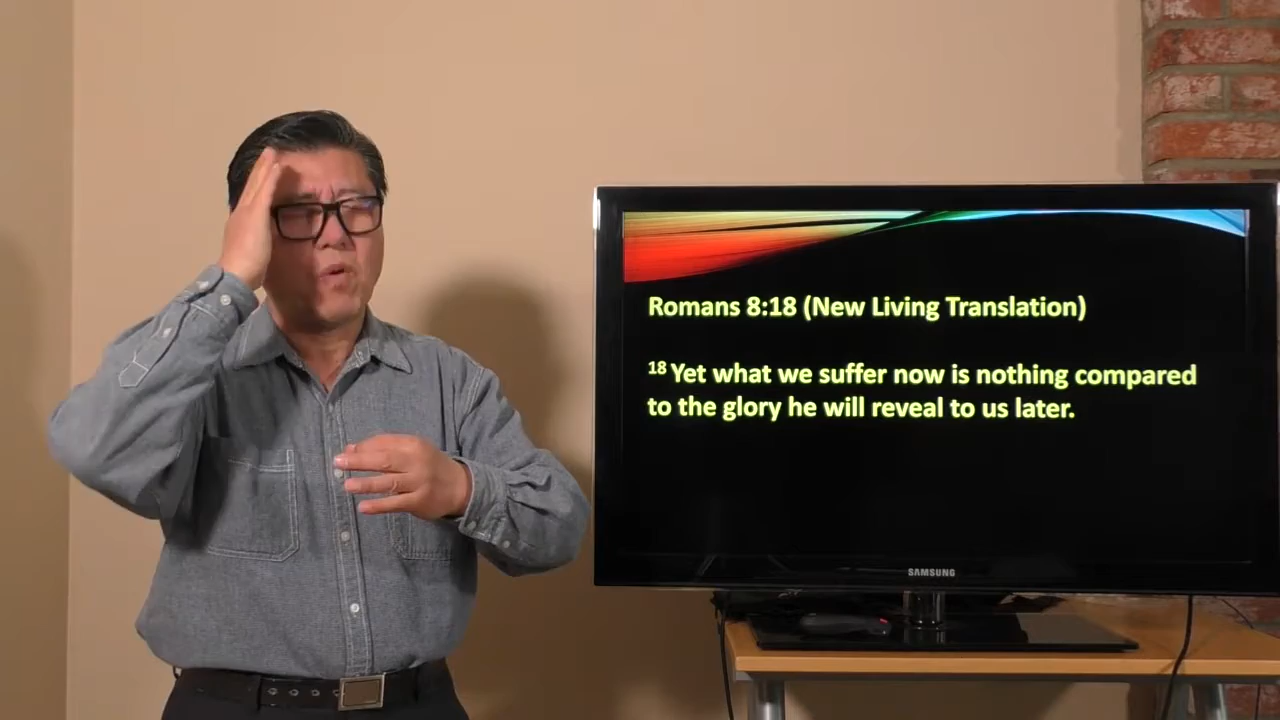 Romans 8:18 (New Living Translation)
18 Yet what we suffer now is nothing compared
to the glory he will reveal to us later.
SAMSUNG